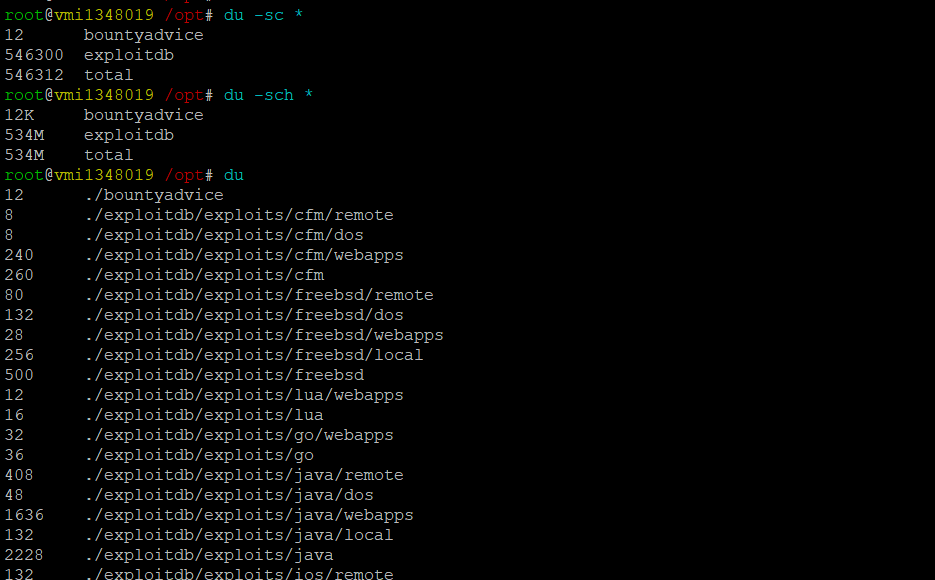 root@vmi1348019 /opt# du -sc *
12      bountyadvice
546300  exploitdb
546312  total
root@vmi1348019 /opt# du -sch *
12K     bountyadvice
534M    exploitdb
534M    total
root@vmi1348019 /opt# du
12      ./bountyadvice
8       ./exploitdb/exploits/cfm/remote
8       ./exploitdb/exploits/cfm/dos
240     ./exploitdb/exploits/cfm/webapps
260     ./exploitdb/exploits/cfm
80      ./exploitdb/exploits/freebsd/remote
132     ./exploitdb/exploits/freebsd/dos
28      ./exploitdb/exploits/freebsd/webapps
256     ./exploitdb/exploits/freebsd/local
500     ./exploitdb/exploits/freebsd
12      ./exploitdb/exploits/lua/webapps
16      ./exploitdb/exploits/lua
32      ./exploitdb/exploits/go/webapps
36      ./exploitdb/exploits/go
408     ./exploitdb/exploits/java/remote
48      ./exploitdb/exploits/java/dos
1636    ./exploitdb/exploits/java/webapps
132     ./exploitdb/exploits/java/local
2228    ./exploitdb/exploits/java
132     ./exploitdb/exploits/ios/remote